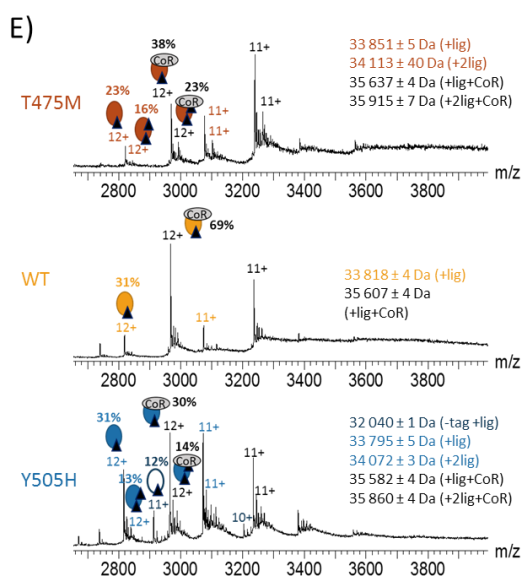 E)
T475M
38%
CoR
23%
16%
23%
CoR
12+
11+
12+
12+
12+
11+
11+
11+
33 851 ± 5 Da (+lig)
34 113 ± 40 Da (+2lig)
35 637 ± 4 Da (+lig+CoR)
35 915 ± 7 Da (+2lig+CoR)
2800 3000 3200 3400 3600 3800 m/z
WT
CoR
69%
31%
12+
12+
11+
11+
33 818 ± 4 Da (+lig)
35 607 ± 4 Da
(+lig+CoR)
2800 3000 3200 3400 3600 3800 m/z
Y505H
31%
CoR
30%
13%
12%
14%
CoR
12+
12+
11+
12+
12+
11+
11+
10+
11+
11+
32 040 ± 1 Da (-tag +lig)
33 795 ± 5 Da (+lig)
34 072 ± 3 Da (+2lig)
35 582 ± 4 Da (+lig+CoR)
35 860 ± 4 Da (+2lig+CoR)
2800 3000 3200 3400 3600 3800 m/z